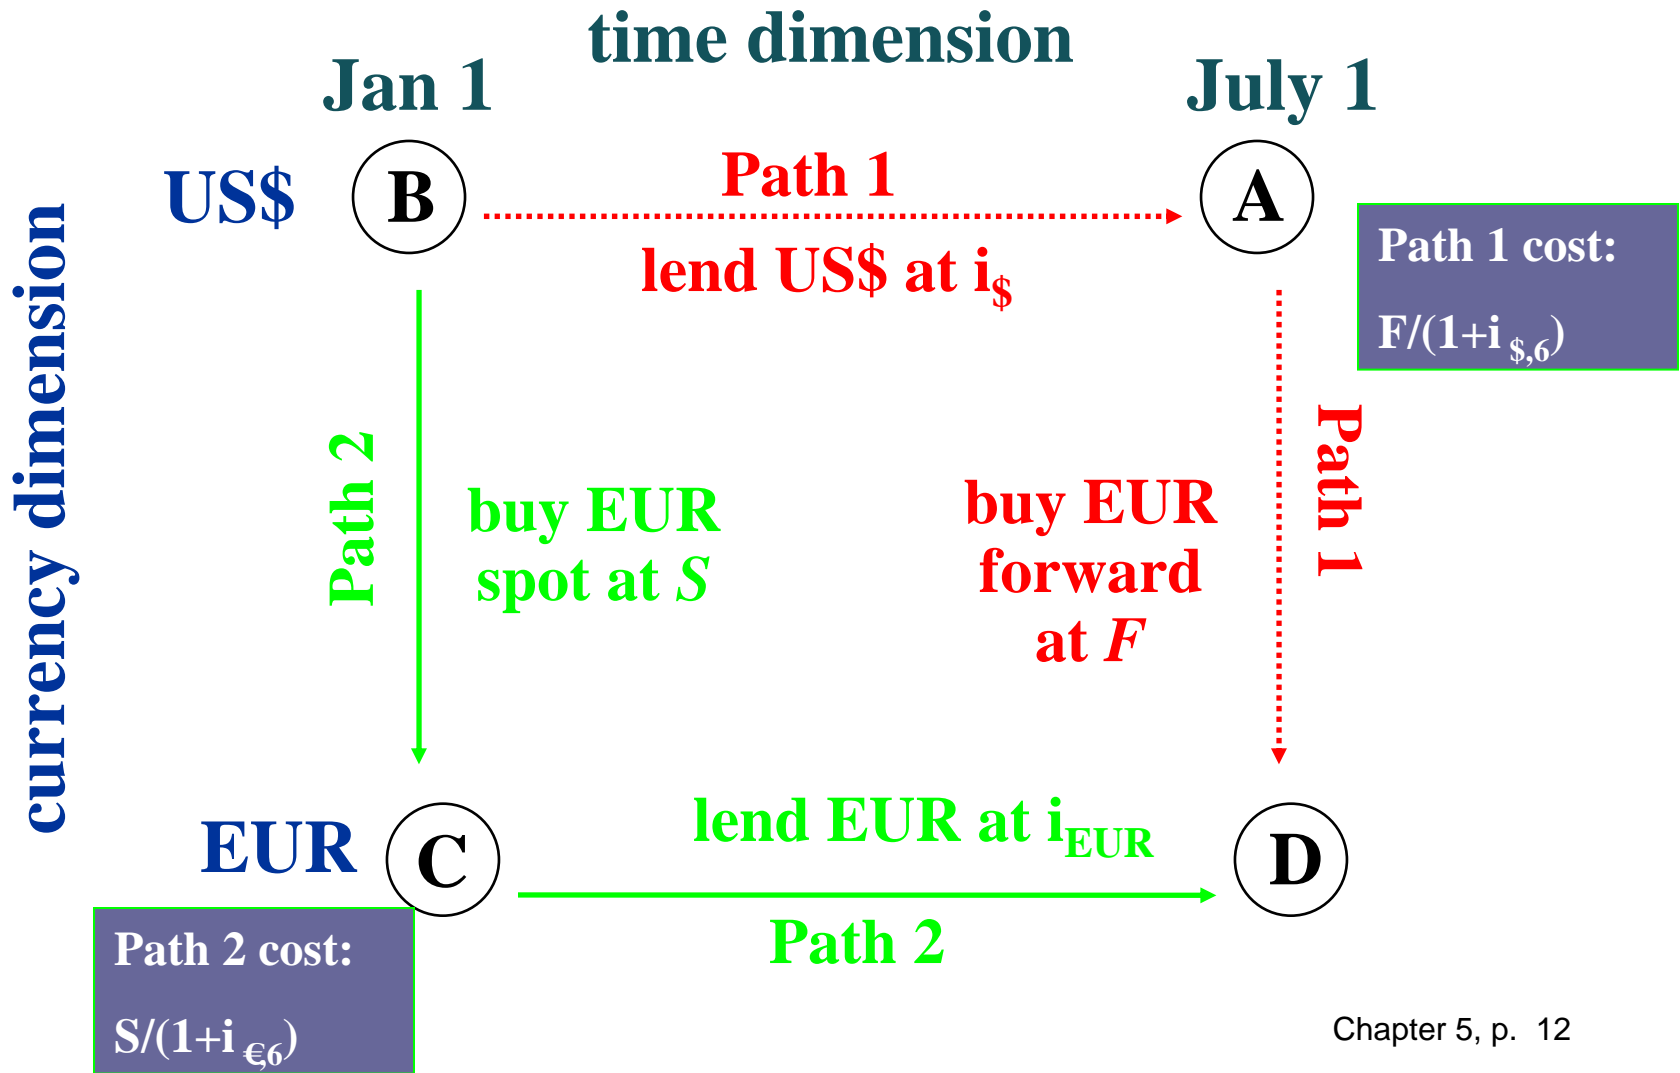 time dimension
Jan 1
July 1
US$
B
Path 1
A
lend US$ at i$
Path 1 cost:
F/(1+i $,6)
currency dimension
Path 2
buy EUR
spot at S
buy EUR
forward
at F
Path 1
EUR
C
lend EUR at iEUR
D
Path 2
Path 2 cost:
S/(1+i €,6)
Chapter 5, p. 12